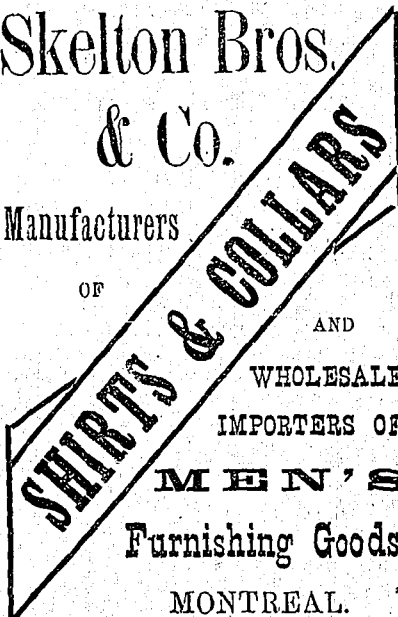 Skelton Bros.
& Co.
Manufacturers
OF
SHIRTS & COLLARS
AND
WHOLESALE
IMPORTERS OF
MEN'S
Furnishing Goods
MONTREAL.